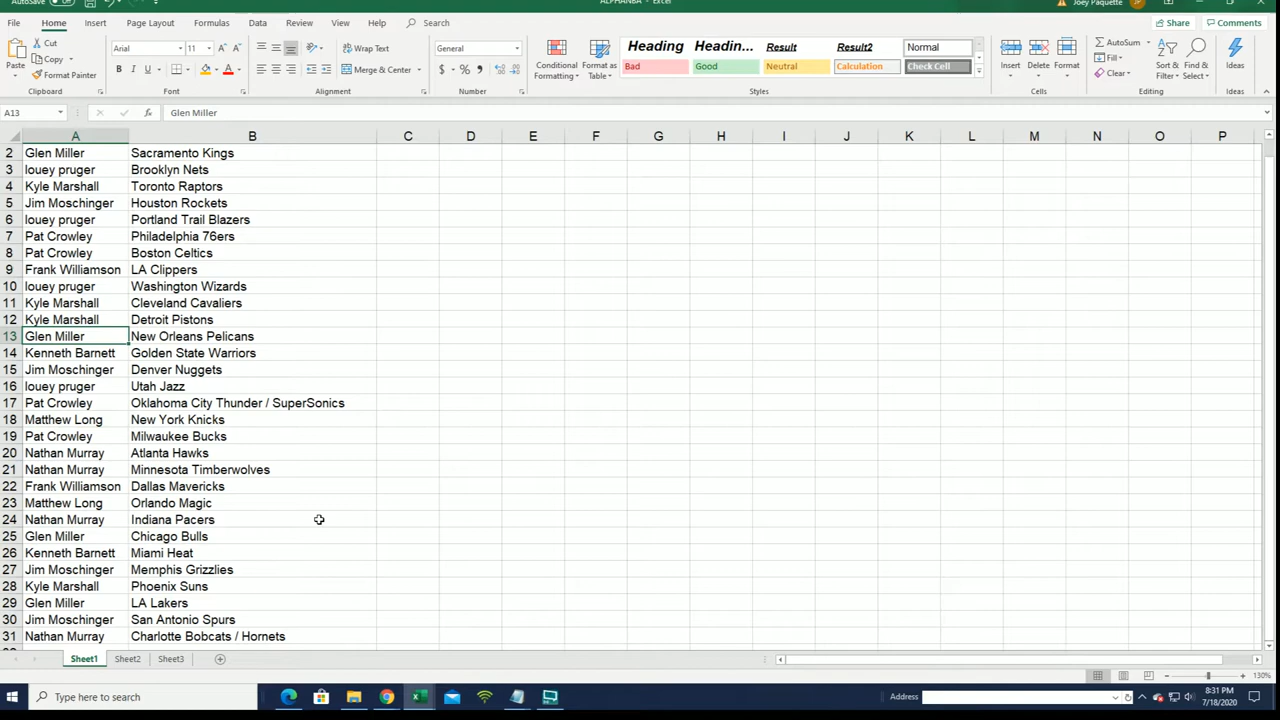 File Home Insert Page Layout Formulas Data Review View Help Search Share Comments
Cut
Copy
Format Painter
Paste
Clipboard
Arial 11
B I U
Font
Wrap Text
Merge & Center
Alignment
General
$ % ,
Number
Conditional Formatting
Format as Table
Heading Headin... Result Result2 Normal
Bad Good Neutral Calculation Check Cell
Styles
Insert Delete Format
Cells
AutoSum
Fill
Clear
Sort & Filter
Find & Select
Editing
Ideas
Ideas
A13 fx Glen Miller
A B C D E F G H I J K L M N O P
2 Glen Miller Sacramento Kings
3 louey pruger Brooklyn Nets
4 Kyle Marshall Toronto Raptors
5 Jim Moschinger Houston Rockets
6 louey pruger Portland Trail Blazers
7 Pat Crowley Philadelphia 76ers
8 Pat Crowley Boston Celtics
9 Frank Williamson LA Clippers
10 louey pruger Washington Wizards
11 Kyle Marshall Cleveland Cavaliers
12 Kyle Marshall Detroit Pistons
13 Glen Miller New Orleans Pelicans
14 Kenneth Barnett Golden State Warriors
15 Jim Moschinger Denver Nuggets
16 louey pruger Utah Jazz
17 Pat Crowley Oklahoma City Thunder / SuperSonics
18 Matthew Long New York Knicks
19 Pat Crowley Milwaukee Bucks
20 Nathan Murray Atlanta Hawks
21 Nathan Murray Minnesota Timberwolves
22 Frank Williamson Dallas Mavericks
23 Matthew Long Orlando Magic
24 Nathan Murray Indiana Pacers
25 Glen Miller Chicago Bulls
26 Kenneth Barnett Miami Heat
27 Jim Moschinger Memphis Grizzlies
28 Kyle Marshall Phoenix Suns
29 Glen Miller LA Lakers
30 Jim Moschinger San Antonio Spurs
31 Nathan Murray Charlotte Bobcats / Hornets
Sheet1 Sheet2 Sheet3
130%
Type here to search
Address
8:31 PM
7/18/2020